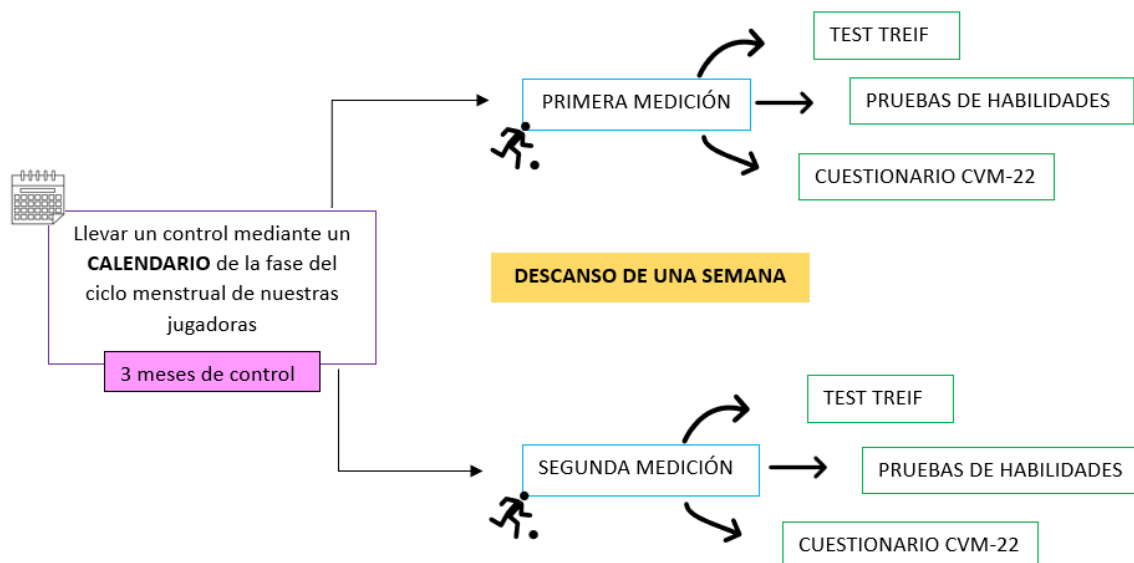 TEST TREIF
PRIMERA MEDICIÓN
PRUEBAS DE HABILIDADES
CUESTIONARIO CVM-22
Llevar un control mediante un
CALENDARIO de la fase del
ciclo menstrual de nuestras
jugadoras
3 meses de control
DESCANSO DE UNA SEMANA
TEST TREIF
SEGUNDA MEDICIÓN
PRUEBAS DE HABILIDADES
CUESTIONARIO CVM-22